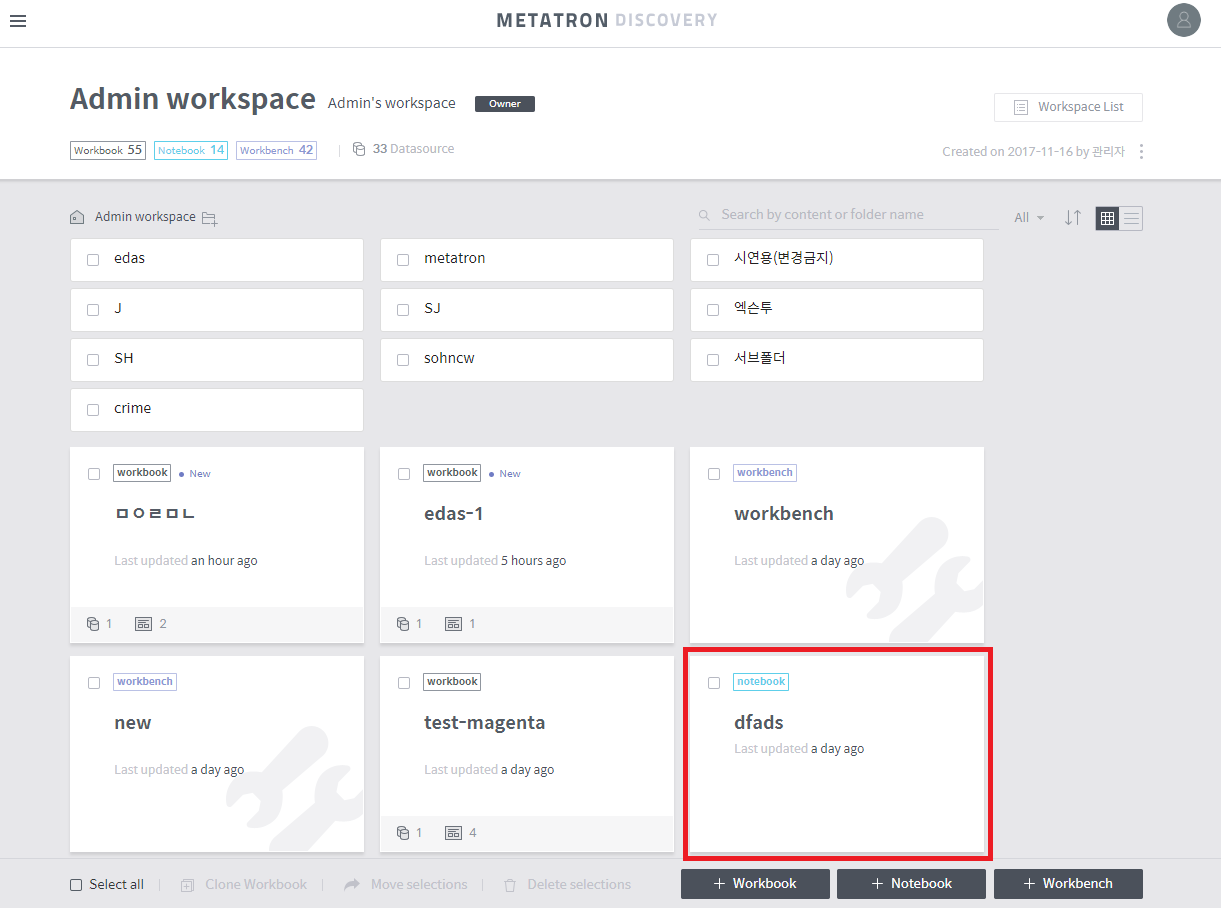 METATRON DISCOVERY
Admin workspace Admin's workspace Owner
Workspace List
Workbook 55 Notebook 14 Workbench 42 33 Datasource
Created on 2017-11-16 by 관리자
Admin workspace
Search by content or folder name
All
edas
metatron
시연용(변경금지)
J
SJ
엑슨투
SH
sohncw
서브폴더
crime
workbook New
ㅁㅇㄹㅁㄴ
Last updated an hour ago
1 2
workbook New
edas-1
Last updated 5 hours ago
1 1
workbench
workbench
Last updated a day ago
workbench
new
Last updated a day ago
workbook
test-magenta
Last updated a day ago
1 4
notebook
dfads
Last updated a day ago
Select all Clone Workbook Move selections Delete selections
+ Workbook + Notebook + Workbench